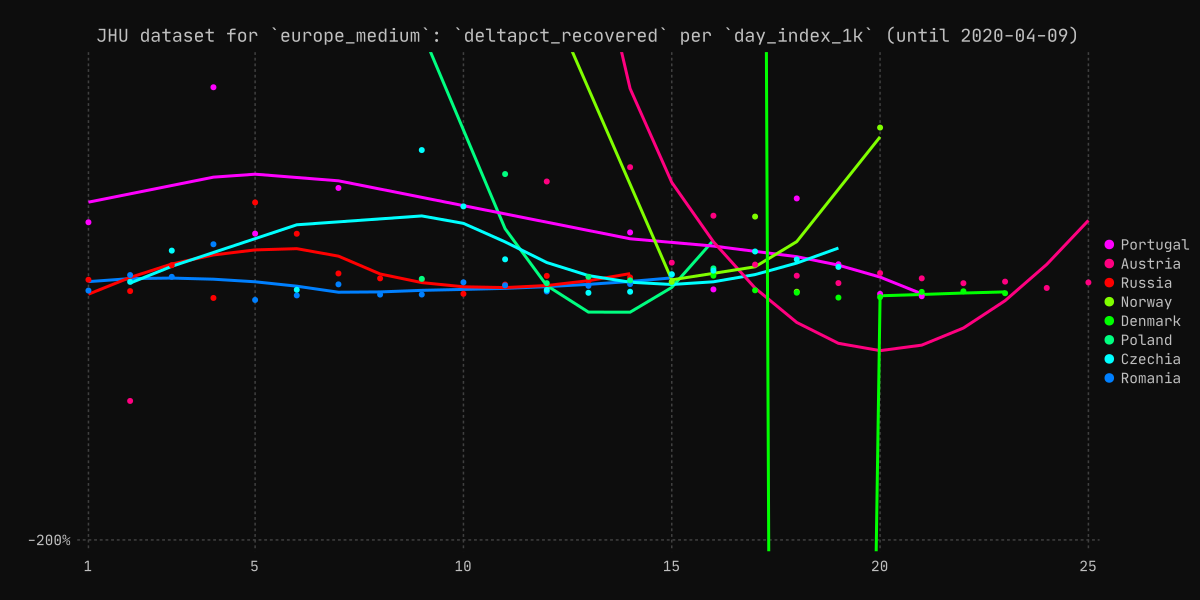 JHU dataset for `europe_medium`: `deltapct_recovered` per `day_index_1k` (until 2020-04-09)
Portugal
Austria
Russia
Norway
Denmark
Poland
Czechia
Romania
-200%
1 5 10 15 20 25